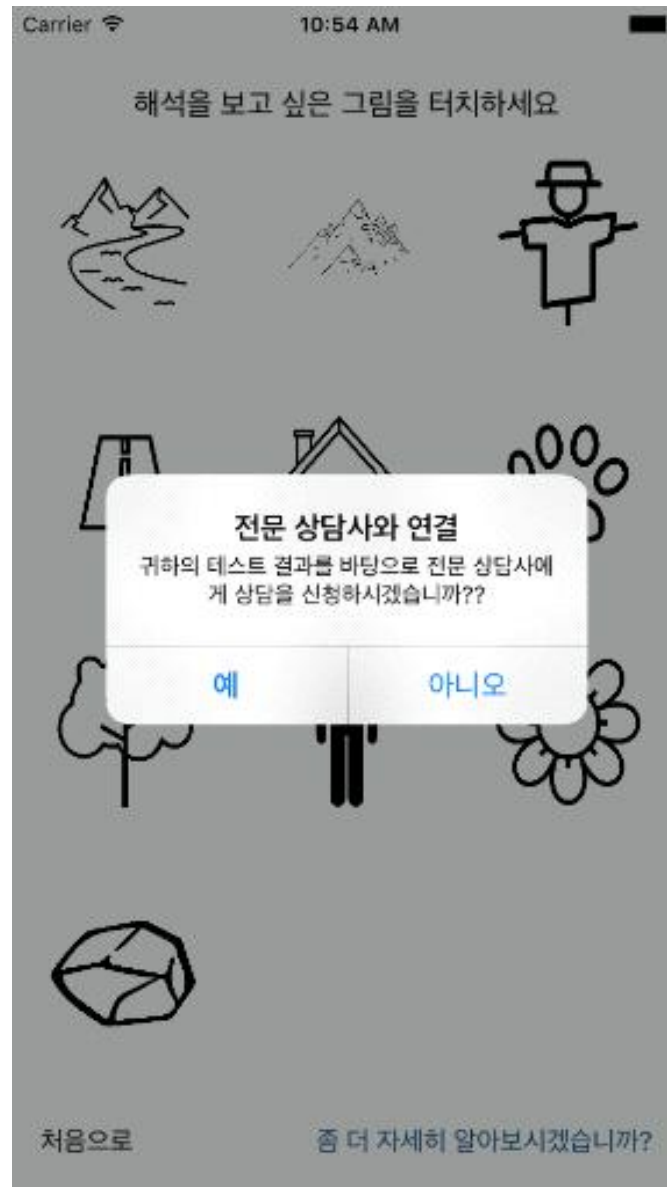 Carrier
10:54 AM
해석을 보고 싶은 그림을 터치하세요
전문 상담사와 연결
귀하의 테스트 결과를 바탕으로 전문 상담사에
게 상담을 신청하시겠습니까??
예
아니오
처음으로
좀 더 자세히 알아보시겠습니까?